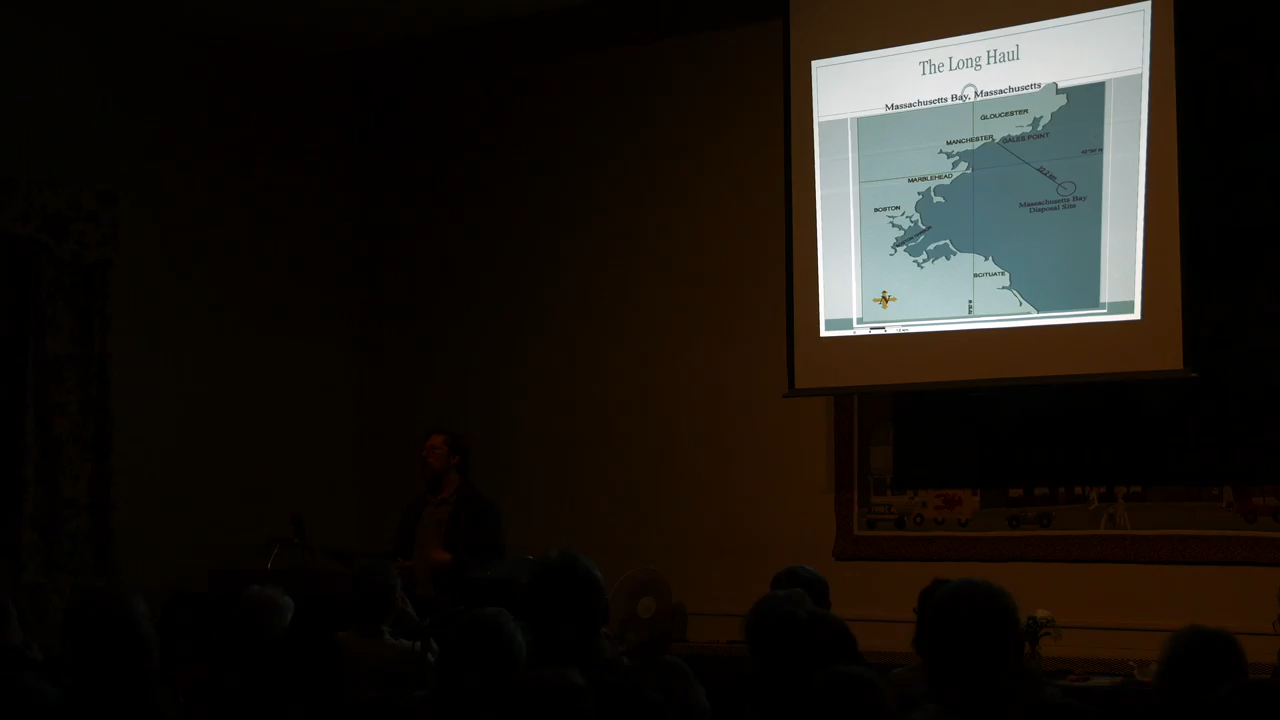 The Long Haul
Massachusetts Bay, Massachusetts
GLOUCESTER
MANCHESTER
GALES POINT
MARBLEHEAD
BOSTON
Massachusetts Bay
Disposal Site
SCITUATE
N